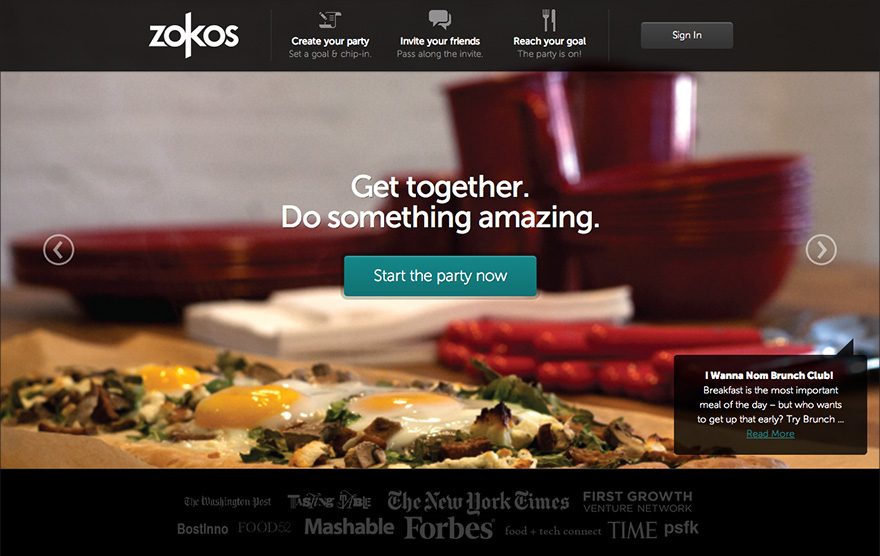 zokos
Create your party
Set a goal & chip-in.
Invite your friends
Pass along the invite.
Reach your goal
The party is on!
Sign In
Get together.
Do something amazing.
Start the party now
I Wanna Nom Brunch Club!
Breakfast is the most important
meal of the day – but who wants
to get up that early? Try Brunch ...
Read More
The Washington Post
TASTING TABLE
The New York Times
FIRST GROWTH
VENTURE NETWORK
BostInno
FOOD52
Mashable
Forbes
food + tech connect
TIME
psfk